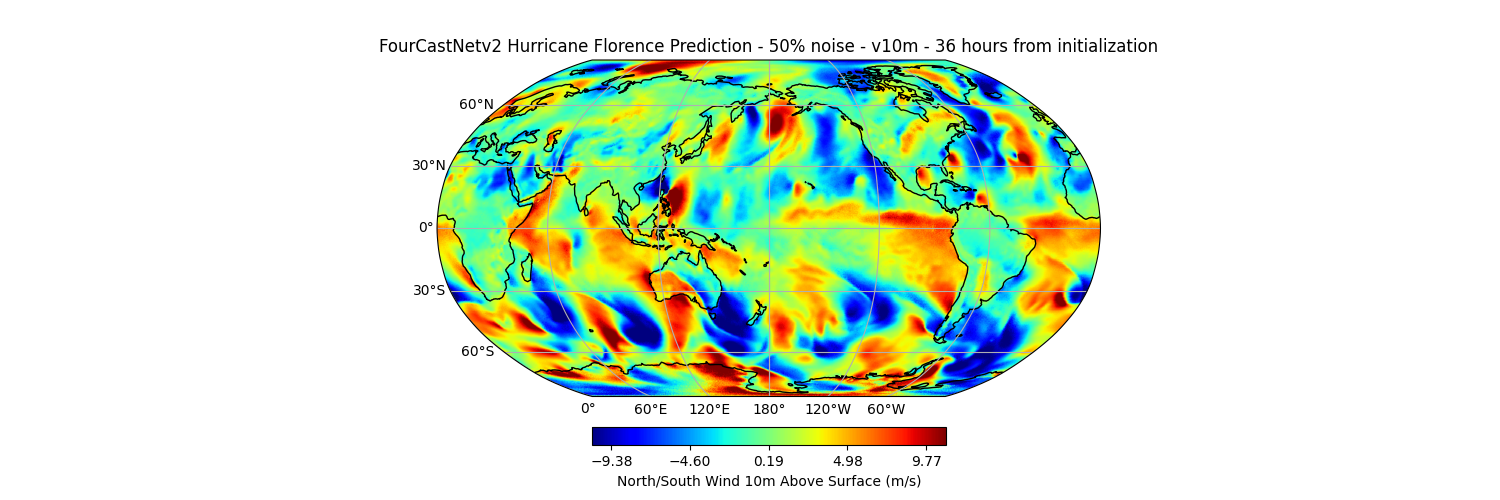 FourCastNetv2 Hurricane Florence Prediction - 50% noise - v10m - 36 hours from initialization
60°N
30°N
0°
30°S
60°S
0° 60°E 120°E 180° 120°W 60°W
−9.38 −4.60 0.19 4.98 9.77
North/South Wind 10m Above Surface (m/s)